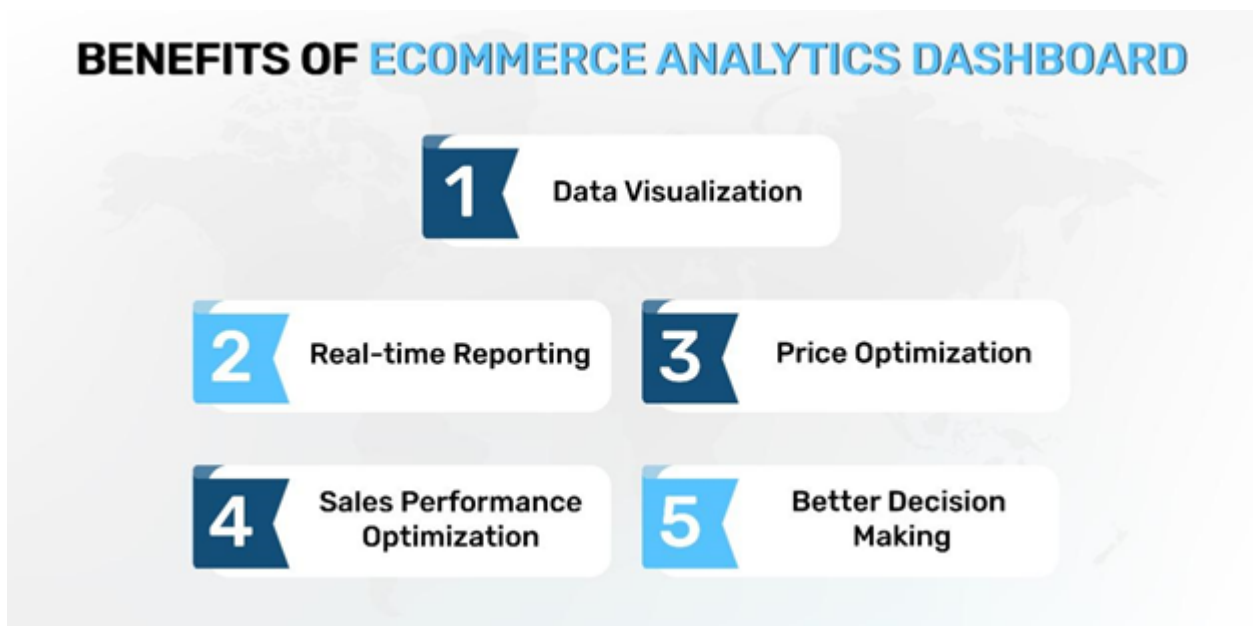 BENEFITS OF ECOMMERCE ANALYTICS DASHBOARD
1
Data Visualization
2
Real-time Reporting
3
Price Optimization
4
Sales Performance
Optimization
5
Better Decision
Making